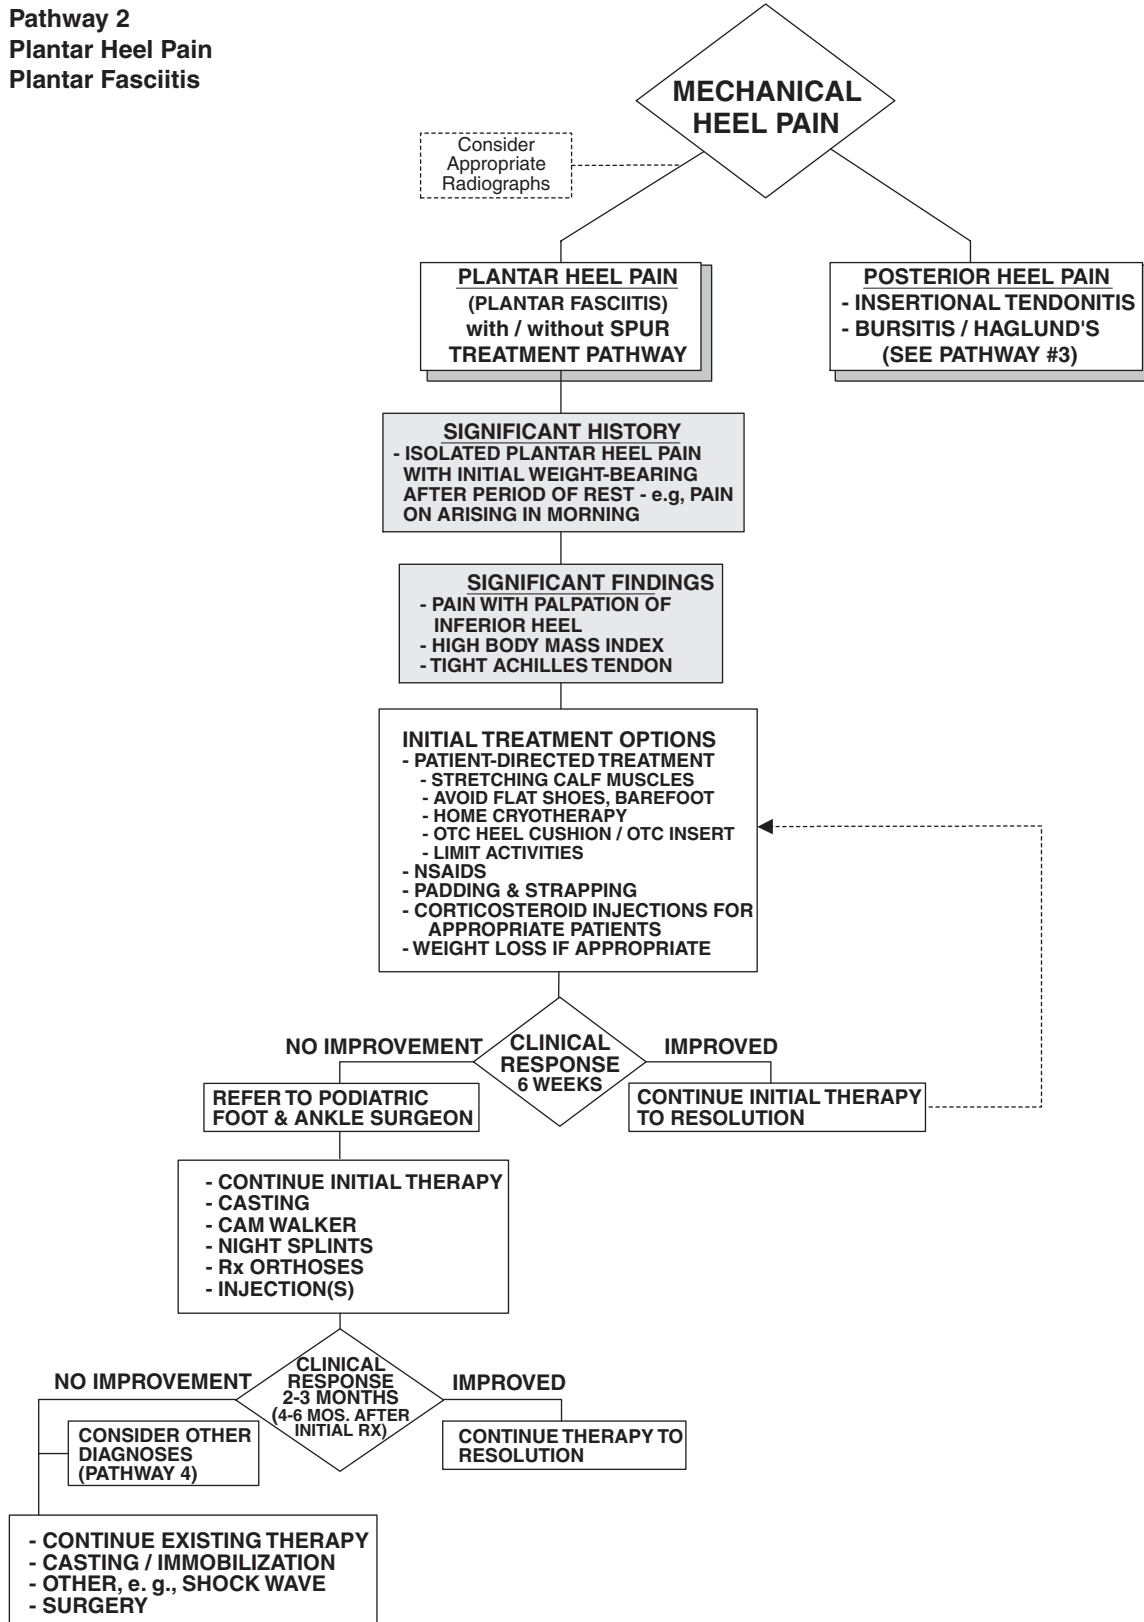 Pathway 2
Plantar Heel Pain
Plantar Fasciitis
MECHANICAL
HEEL PAIN
Consider
Appropriate
Radiographs
PLANTAR HEEL PAIN
(PLANTAR FASCIITIS)
with / without SPUR
TREATMENT PATHWAY
POSTERIOR HEEL PAIN
- INSERTIONAL TENDONITIS
- BURSITIS / HAGLUND'S
(SEE PATHWAY #3)
SIGNIFICANT HISTORY
- ISOLATED PLANTAR HEEL PAIN
WITH INITIAL WEIGHT-BEARING
AFTER PERIOD OF REST - e.g, PAIN
ON ARISING IN MORNING
SIGNIFICANT FINDINGS
- PAIN WITH PALPATION OF
INFERIOR HEEL
- HIGH BODY MASS INDEX
- TIGHT ACHILLES TENDON
INITIAL TREATMENT OPTIONS
- PATIENT-DIRECTED TREATMENT
- STRETCHING CALF MUSCLES
- AVOID FLAT SHOES, BAREFOOT
- HOME CRYOTHERAPY
- OTC HEEL CUSHION / OTC INSERT
- LIMIT ACTIVITIES
- NSAIDS
- PADDING & STRAPPING
- CORTICOSTEROID INJECTIONS FOR
APPROPRIATE PATIENTS
- WEIGHT LOSS IF APPROPRIATE
CLINICAL
RESPONSE
6 WEEKS
NO IMPROVEMENT
IMPROVED
REFER TO PODIATRIC
FOOT & ANKLE SURGEON
CONTINUE INITIAL THERAPY
TO RESOLUTION
- CONTINUE INITIAL THERAPY
- CASTING
- CAM WALKER
- NIGHT SPLINTS
- Rx ORTHOSES
- INJECTION(S)
CLINICAL
RESPONSE
2-3 MONTHS
(4-6 MOS. AFTER
INITIAL RX)
NO IMPROVEMENT
IMPROVED
CONSIDER OTHER
DIAGNOSES
(PATHWAY 4)
CONTINUE THERAPY TO
RESOLUTION
- CONTINUE EXISTING THERAPY
- CASTING / IMMOBILIZATION
- OTHER, e. g., SHOCK WAVE
- SURGERY